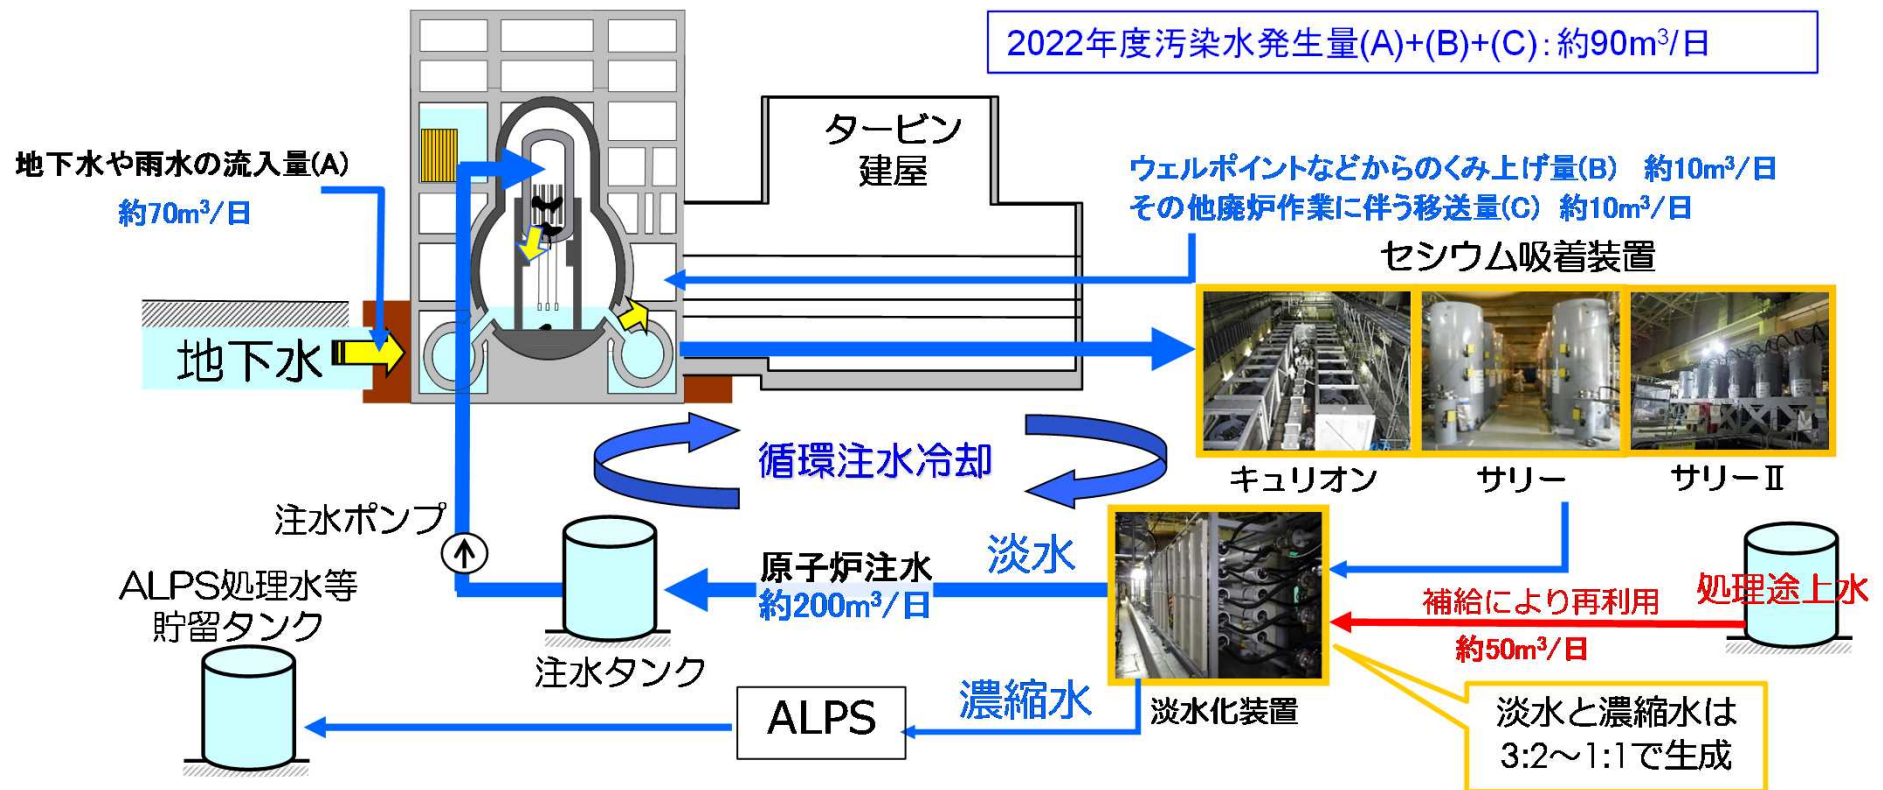 2022年度汚染水発生量(A)+(B)+(C):約90m³/日
タービン
建屋
地下水や雨水の流入量(A)
約70m³/日
ウェルポイントなどからのくみ上げ量(B) 約10m³/日
その他廃炉作業に伴う移送量(C) 約10m³/日
セシウム吸着装置
地下水
循環注水冷却
キュリオン
サリー
サリーⅡ
注水ポンプ
原子炉注水
約200m³/日
淡水
補給により再利用
約50m³/日
処理途上水
ALPS処理水等
貯留タンク
注水タンク
ALPS
濃縮水
淡水化装置
淡水と濃縮水は
3:2～1:1で生成